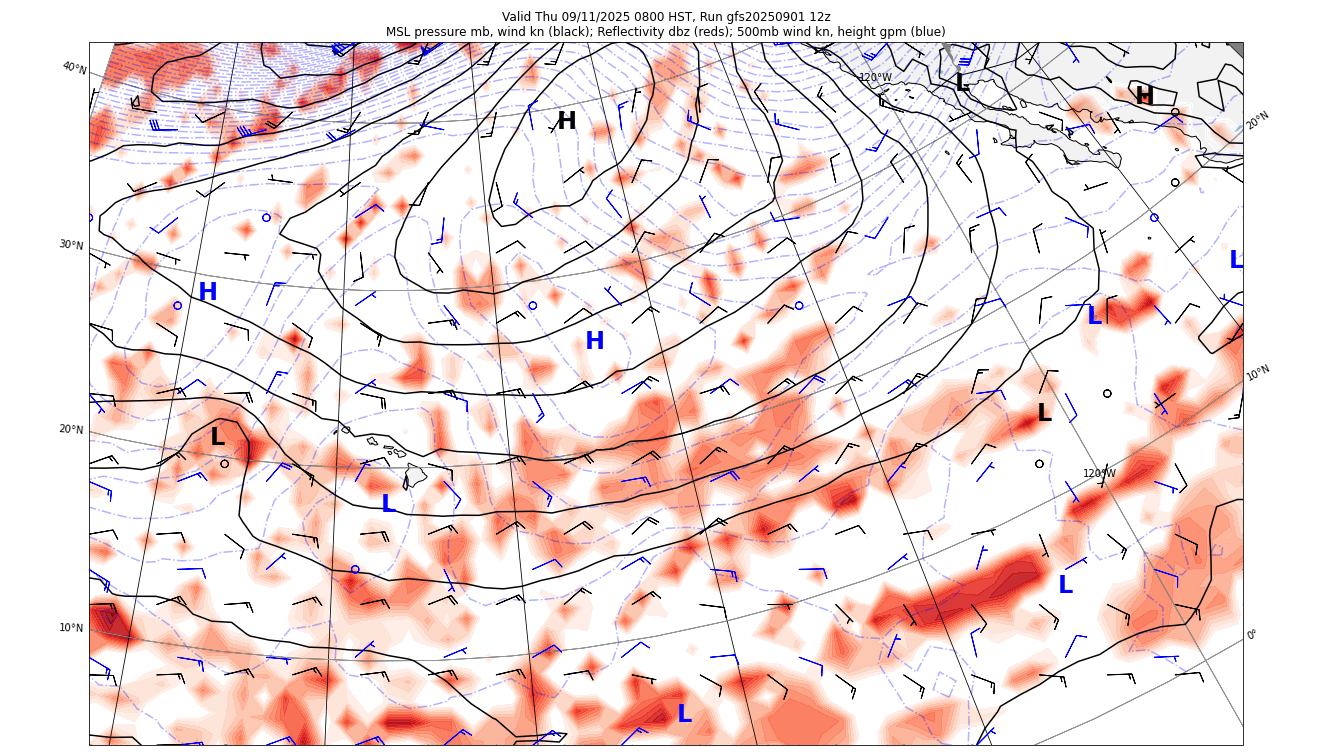 Valid Thu 09/11/2025 0800 HST, Run gfs20250901 12z
MSL pressure mb, wind kn (black); Reflectivity dbz (reds); 500mb wind kn, height gpm (blue)
40°N
120°W
L
H
20°N
H
30°N
L
H
L
H
10°N
L
20°N
L
120°W
L
L
10°N
0°
L